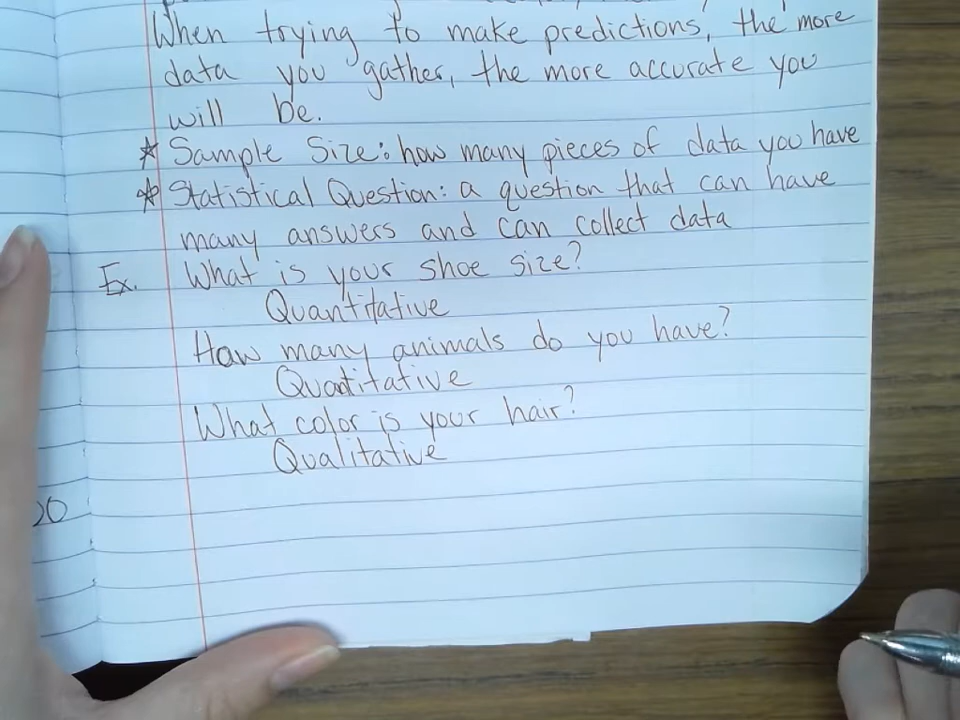 When trying to make predictions, the more
data you gather, the more accurate you
will be.
* Sample Size: how many pieces of data you have
* Statistical Question: a question that can have
many answers and can collect data
Ex. What is your shoe size?
Quantitative
How many animals do you have?
Quantitative
What color is your hair?
Qualitative